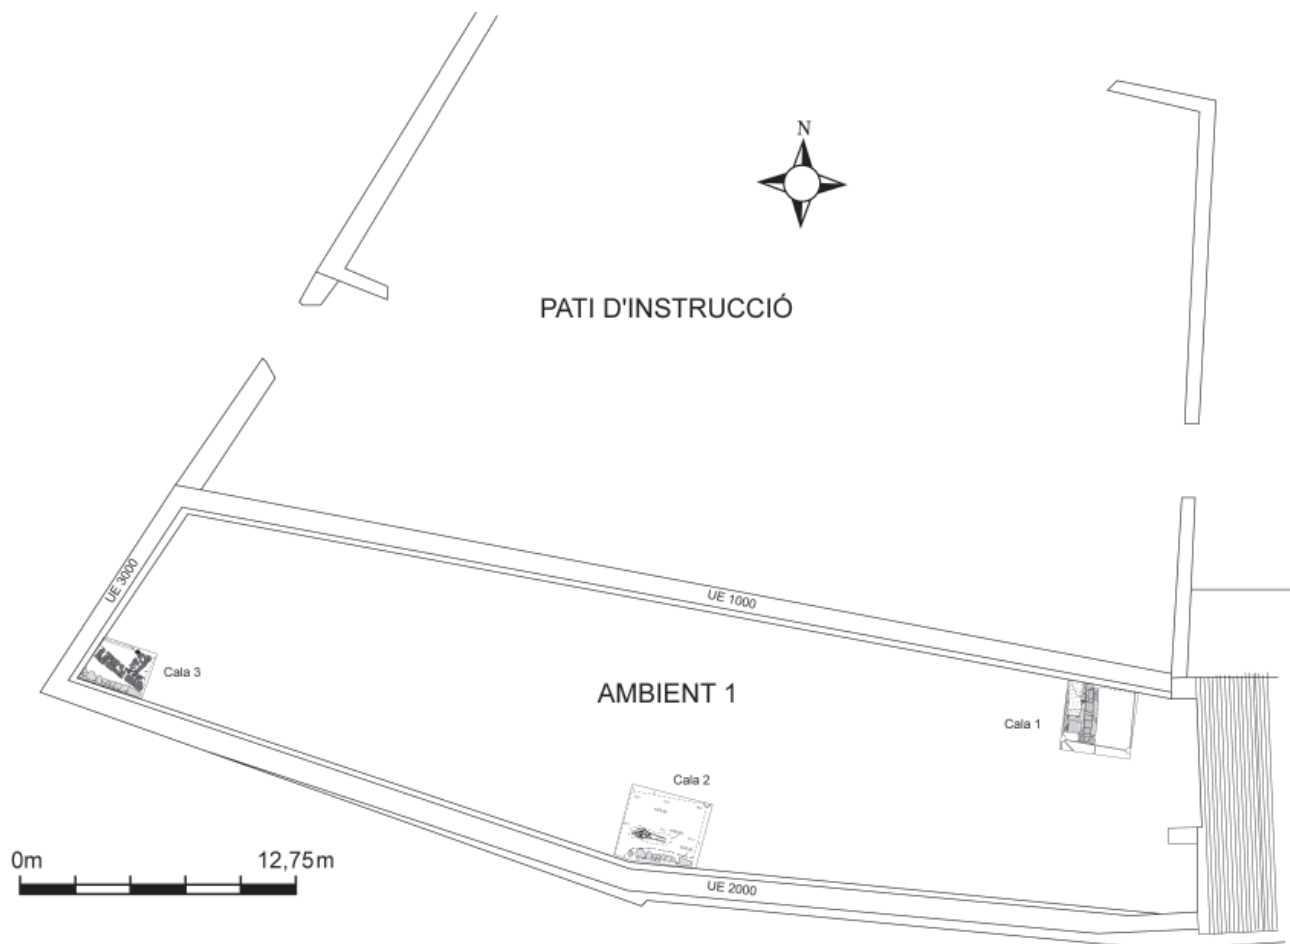 N
PATI D'INSTRUCCIÓ
UE 3000
UE 1000
Cala 3
AMBIENT 1
Cala 1
Cala 2
0m 12,75m
UE 2000